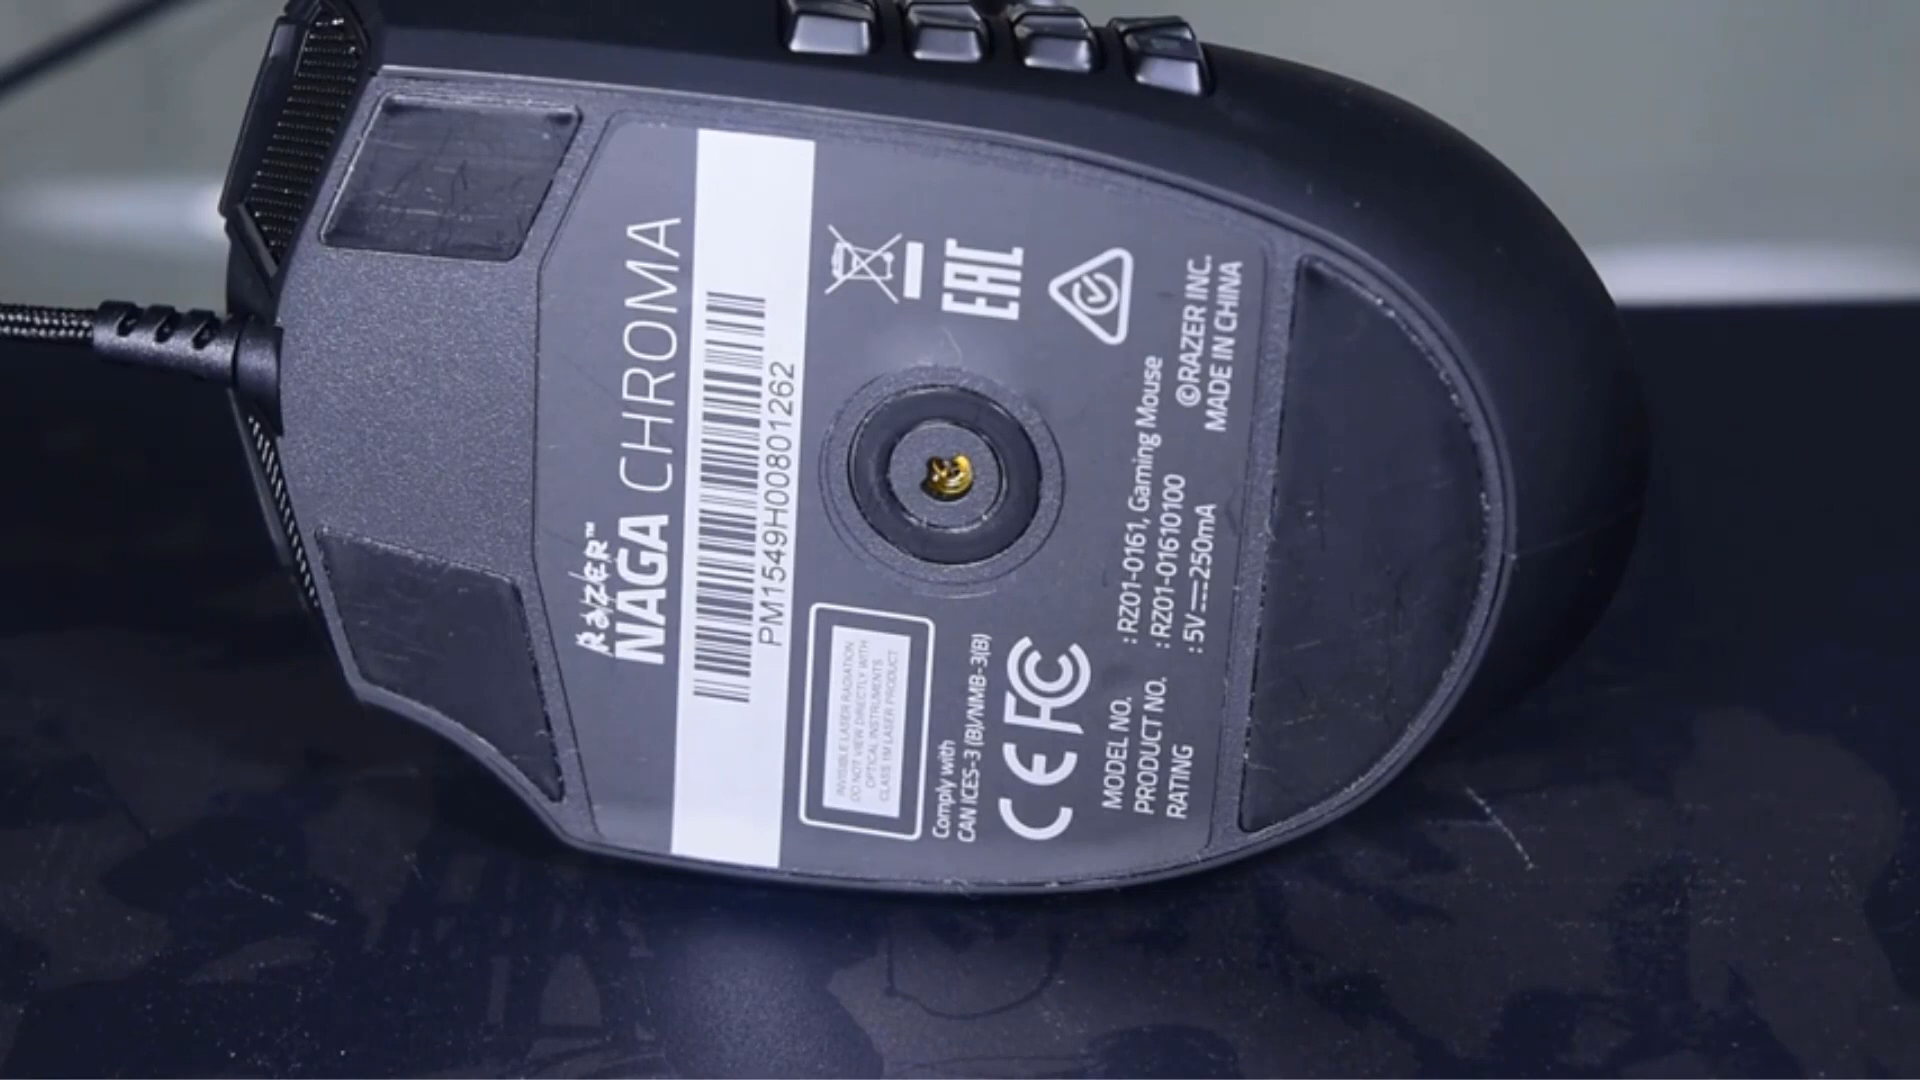 RAZER™
NAGA CHROMA
PM1549H00801262
EAC
INVISIBLE LASER RADIATION
DO NOT VIEW DIRECTLY WITH
OPTICAL INSTRUMENTS.
CLASS 1M LASER PRODUCT
Comply with
CAN ICES-3 (B)/NMB-3(B)
CE FC
MODEL NO. : RZ01-0161, Gaming Mouse
PRODUCT NO. : RZ01-01610100
RATING : 5V⎓250mA
©RAZER INC.
MADE IN CHINA